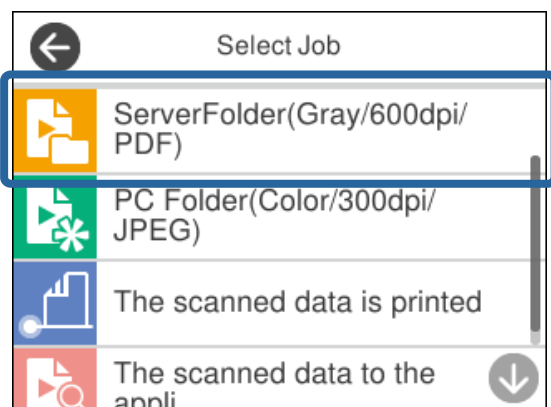 Select Job
ServerFolder(Gray/600dpi/
PDF)
PC Folder(Color/300dpi/
JPEG)
The scanned data is printed
The scanned data to the
appli...